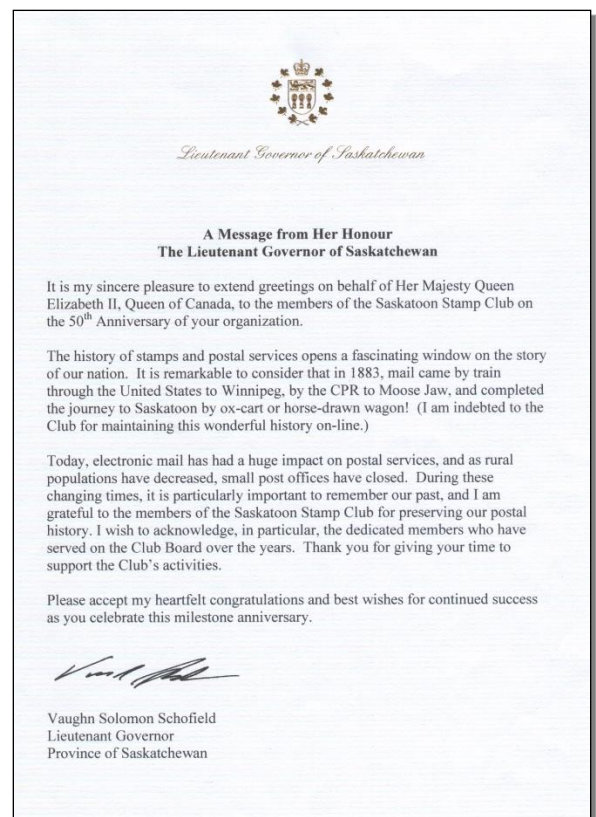 Lieutenant Governor of Saskatchewan
A Message from Her Honour
The Lieutenant Governor of Saskatchewan
It is my sincere pleasure to extend greetings on behalf of Her Majesty Queen
Elizabeth II, Queen of Canada, to the members of the Saskatoon Stamp Club on
the 50th Anniversary of your organization.
The history of stamps and postal services opens a fascinating window on the story
of our nation.  It is remarkable to consider that in 1883, mail came by train
through the United States to Winnipeg, by the CPR to Moose Jaw, and completed
the journey to Saskatoon by ox-cart or horse-drawn wagon!  (I am indebted to the
Club for maintaining this wonderful history on-line.)
Today, electronic mail has had a huge impact on postal services, and as rural
populations have decreased, small post offices have closed.  During these
changing times, it is particularly important to remember our past, and I am
grateful to the members of the Saskatoon Stamp Club for preserving our postal
history. I wish to acknowledge, in particular, the dedicated members who have
served on the Club Board over the years.  Thank you for giving your time to
support the Club's activities.
Please accept my heartfelt congratulations and best wishes for continued success
as you celebrate this milestone anniversary.
Vaughn Solomon Schofield
Lieutenant Governor
Province of Saskatchewan